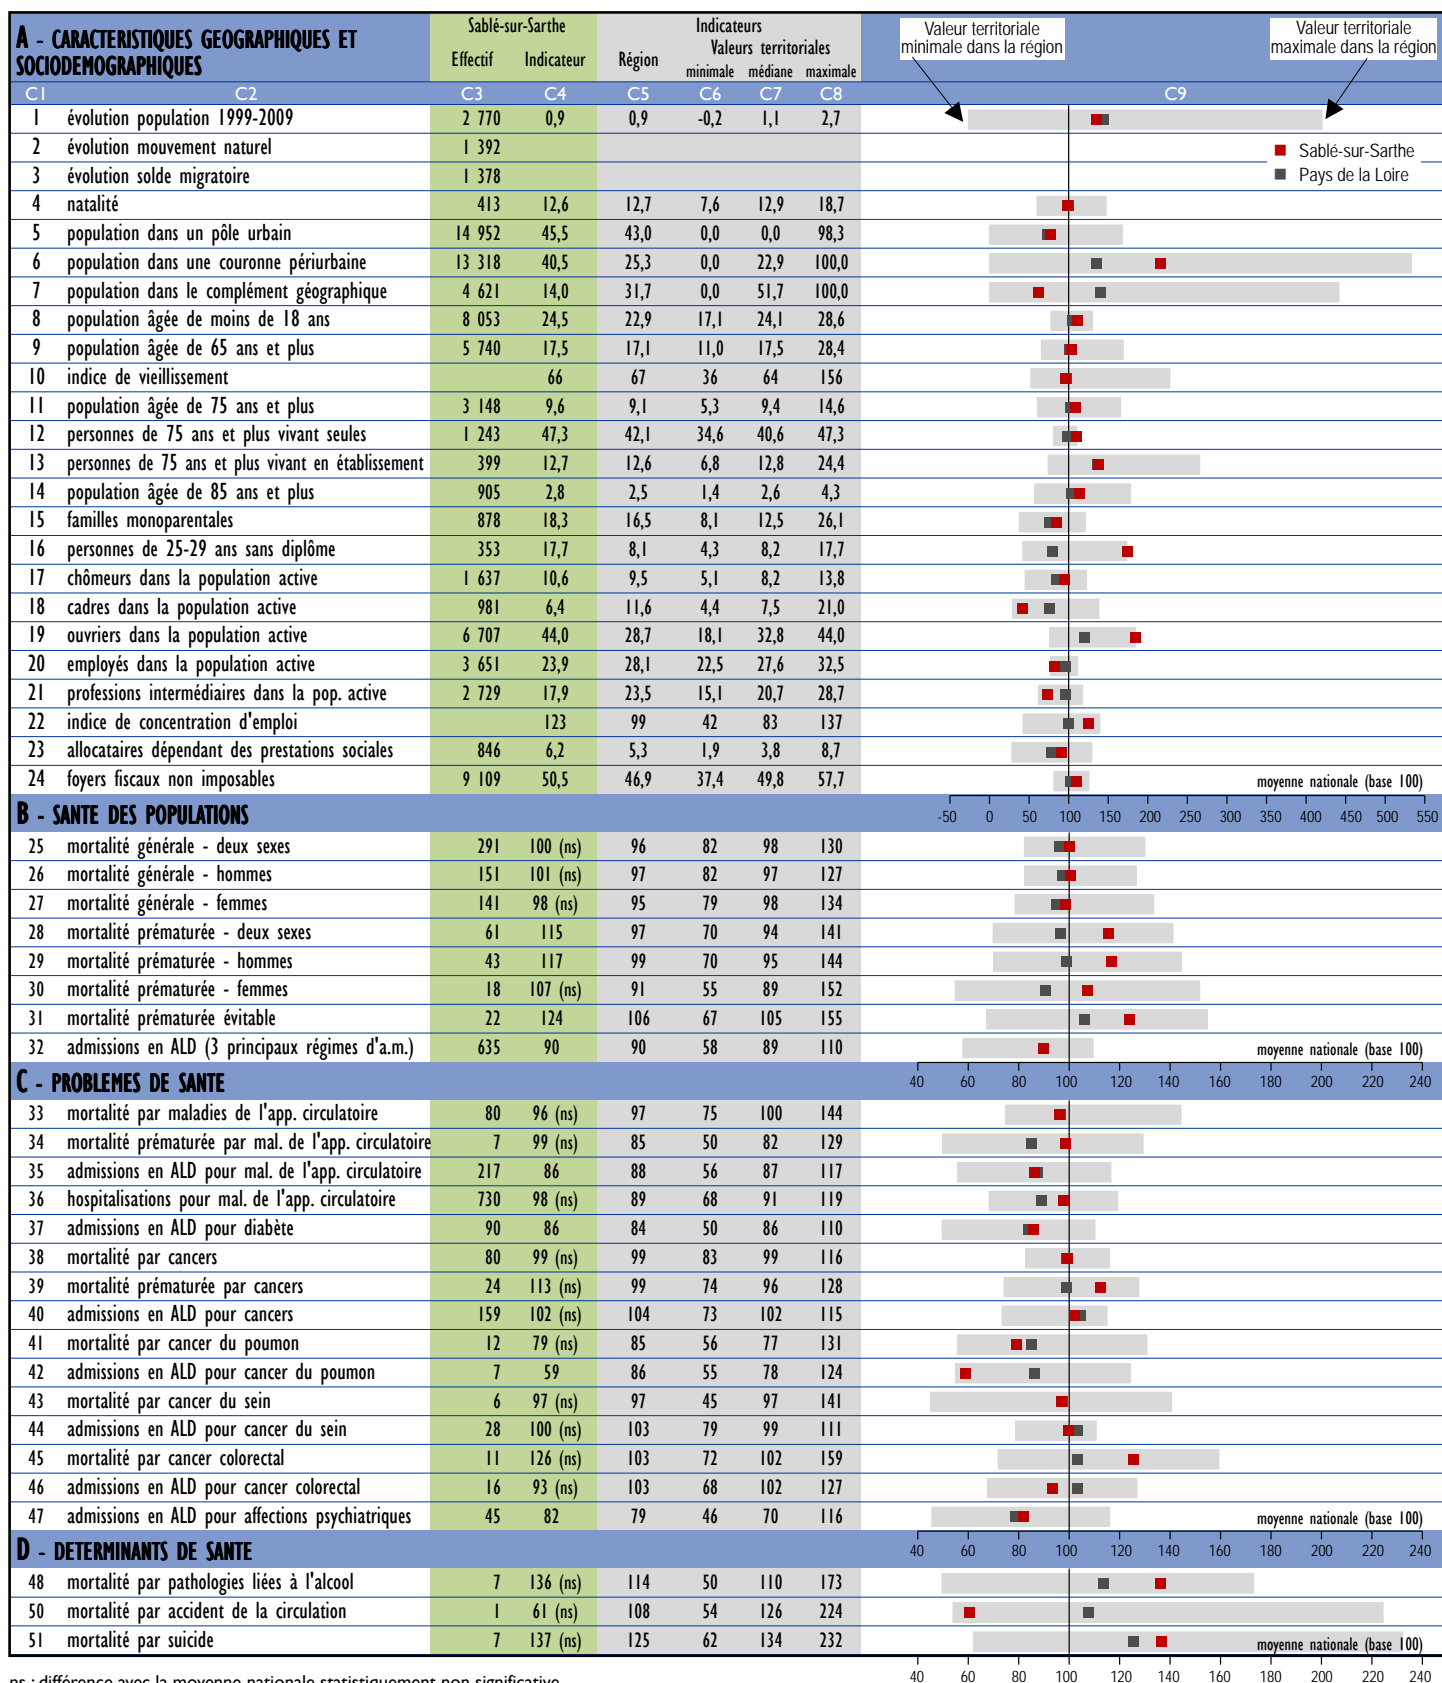 A - CARACTERISTIQUES GEOGRAPHIQUES ET SOCIODEMOGRAPHIQUES
Sablé-sur-Sarthe
Effectif Indicateur
Indicateurs
Région
Valeurs territoriales
minimale médiane maximale
Valeur territoriale minimale dans la région
Valeur territoriale maximale dans la région
C1 C2 C3 C4 C5 C6 C7 C8 C9
1 évolution population 1999-2009 2 770 0,9 0,9 -0,2 1,1 2,7
2 évolution mouvement naturel 1 392
Sablé-sur-Sarthe
3 évolution solde migratoire 1 378
Pays de la Loire
4 natalité 413 12,6 12,7 7,6 12,9 18,7
5 population dans un pôle urbain 14 952 45,5 43,0 0,0 0,0 98,3
6 population dans une couronne périurbaine 13 318 40,5 25,3 0,0 22,9 100,0
7 population dans le complément géographique 4 621 14,0 31,7 0,0 51,7 100,0
8 population âgée de moins de 18 ans 8 053 24,5 22,9 17,1 24,1 28,6
9 population âgée de 65 ans et plus 5 740 17,5 17,1 11,0 17,5 28,4
10 indice de vieillissement 66 67 36 64 156
11 population âgée de 75 ans et plus 3 148 9,6 9,1 5,3 9,4 14,6
12 personnes de 75 ans et plus vivant seules 1 243 47,3 42,1 34,6 40,6 47,3
13 personnes de 75 ans et plus vivant en établissement 399 12,7 12,6 6,8 12,8 24,4
14 population âgée de 85 ans et plus 905 2,8 2,5 1,4 2,6 4,3
15 familles monoparentales 878 18,3 16,5 8,1 12,5 26,1
16 personnes de 25-29 ans sans diplôme 353 17,7 8,1 4,3 8,2 17,7
17 chômeurs dans la population active 1 637 10,6 9,5 5,1 8,2 13,8
18 cadres dans la population active 981 6,4 11,6 4,4 7,5 21,0
19 ouvriers dans la population active 6 707 44,0 28,7 18,1 32,8 44,0
20 employés dans la population active 3 651 23,9 28,1 22,5 27,6 32,5
21 professions intermédiaires dans la pop. active 2 729 17,9 23,5 15,1 20,7 28,7
22 indice de concentration d'emploi 123 99 42 83 137
23 allocataires dépendant des prestations sociales 846 6,2 5,3 1,9 3,8 8,7
24 foyers fiscaux non imposables 9 109 50,5 46,9 37,4 49,8 57,7 moyenne nationale (base 100)
B - SANTE DES POPULATIONS
-50 0 50 100 150 200 250 300 350 400 450 500 550
25 mortalité générale - deux sexes 291 100 (ns) 96 82 98 130
26 mortalité générale - hommes 151 101 (ns) 97 82 97 127
27 mortalité générale - femmes 141 98 (ns) 95 79 98 134
28 mortalité prématurée - deux sexes 61 115 97 70 94 141
29 mortalité prématurée - hommes 43 117 99 70 95 144
30 mortalité prématurée - femmes 18 107 (ns) 91 55 89 152
31 mortalité prématurée évitable 22 124 106 67 105 155
32 admissions en ALD (3 principaux régimes d'a.m.) 635 90 90 58 89 110 moyenne nationale (base 100)
C - PROBLEMES DE SANTE
40 60 80 100 120 140 160 180 200 220 240
33 mortalité par maladies de l'app. circulatoire 80 96 (ns) 97 75 100 144
34 mortalité prématurée par mal. de l'app. circulatoire 7 99 (ns) 85 50 82 129
35 admissions en ALD pour mal. de l'app. circulatoire 217 86 88 56 87 117
36 hospitalisations pour mal. de l'app. circulatoire 730 98 (ns) 89 68 91 119
37 admissions en ALD pour diabète 90 86 84 50 86 110
38 mortalité par cancers 80 99 (ns) 99 83 99 116
39 mortalité prématurée par cancers 24 113 (ns) 99 74 96 128
40 admissions en ALD pour cancers 159 102 (ns) 104 73 102 115
41 mortalité par cancer du poumon 12 79 (ns) 85 56 77 131
42 admissions en ALD pour cancer du poumon 7 59 86 55 78 124
43 mortalité par cancer du sein 6 97 (ns) 97 45 97 141
44 admissions en ALD pour cancer du sein 28 100 (ns) 103 79 99 111
45 mortalité par cancer colorectal 11 126 (ns) 103 72 102 159
46 admissions en ALD pour cancer colorectal 16 93 (ns) 103 68 102 127
47 admissions en ALD pour affections psychiatriques 45 82 79 46 70 116 moyenne nationale (base 100)
D - DETERMINANTS DE SANTE
40 60 80 100 120 140 160 180 200 220 240
48 mortalité par pathologies liées à l'alcool 7 136 (ns) 114 50 110 173
50 mortalité par accident de la circulation 1 61 (ns) 108 54 126 224
51 mortalité par suicide 7 137 (ns) 125 62 134 232 moyenne nationale (base 100)
40 60 80 100 120 140 160 180 200 220 240
ns : différence avec la moyenne nationale statistiquement non significative